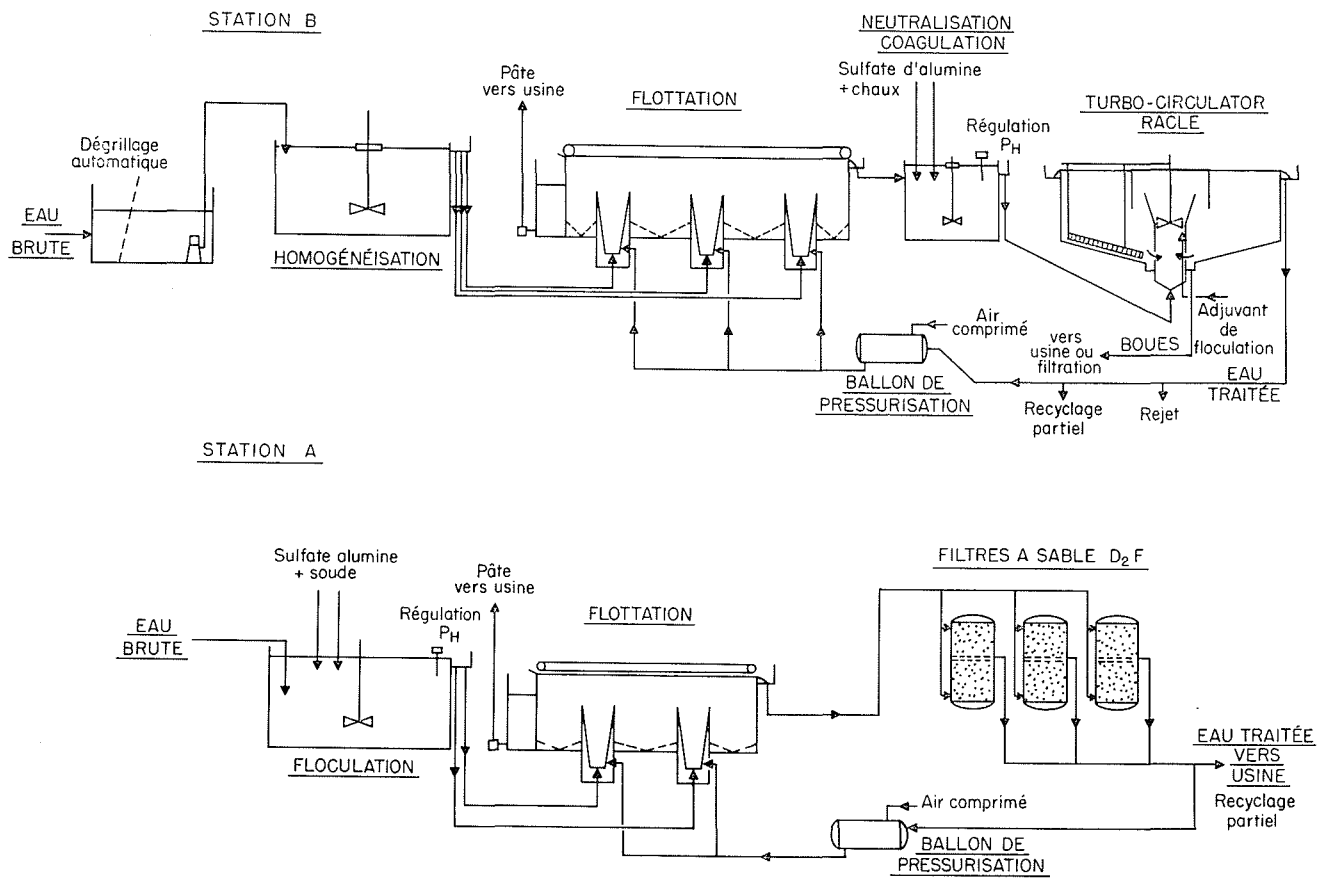 STATION B
NEUTRALISATION
COAGULATION
Sulfate d'alumine
+ chaux
Pâte
vers usine
FLOTTATION
Régulation
PH
TURBO-CIRCULATOR
RACLE
Dégrillage
automatique
EAU
BRUTE
HOMOGÉNÉISATION
Air
comprimé
BALLON DE
PRESSURISATION
vers
usine ou
filtration
BOUES
Adjuvant
de
floculation
EAU
TRAITÉE
Recyclage
partiel
Rejet
STATION A
Sulfate alumine
+ soude
Pâte
vers usine
Régulation
PH
FLOTTATION
FILTRES A SABLE D2F
EAU
BRUTE
FLOCULATION
EAU TRAITÉE
VERS
USINE
Recyclage
partiel
Air comprimé
BALLON DE
PRESSURISATION